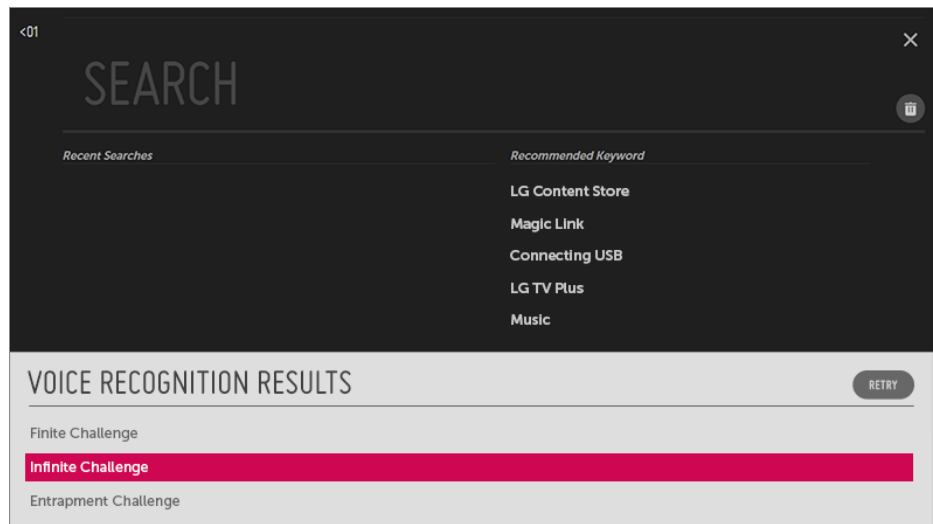 <01
SEARCH
Recent Searches
Recommended Keyword
LG Content Store
Magic Link
Connecting USB
LG TV Plus
Music
VOICE RECOGNITION RESULTS
RETRY
Finite Challenge
Infinite Challenge
Entrapment Challenge